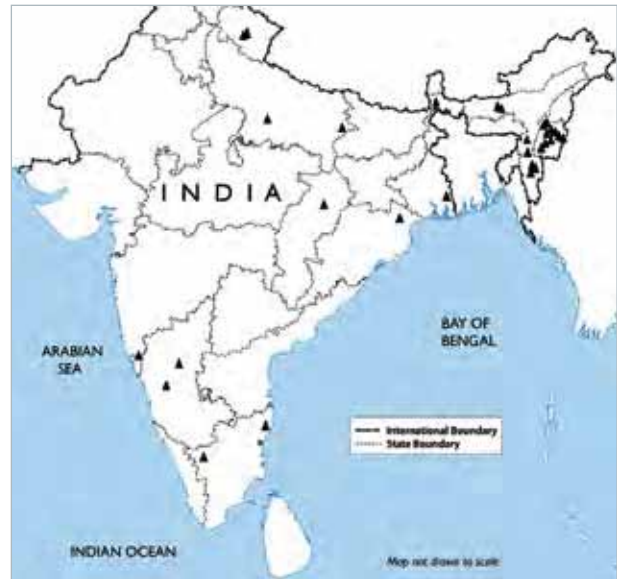 INDIA
BAY OF
BENGAL
ARABIAN
SEA
International Boundary
State Boundary
INDIAN OCEAN
Map not drawn to scale